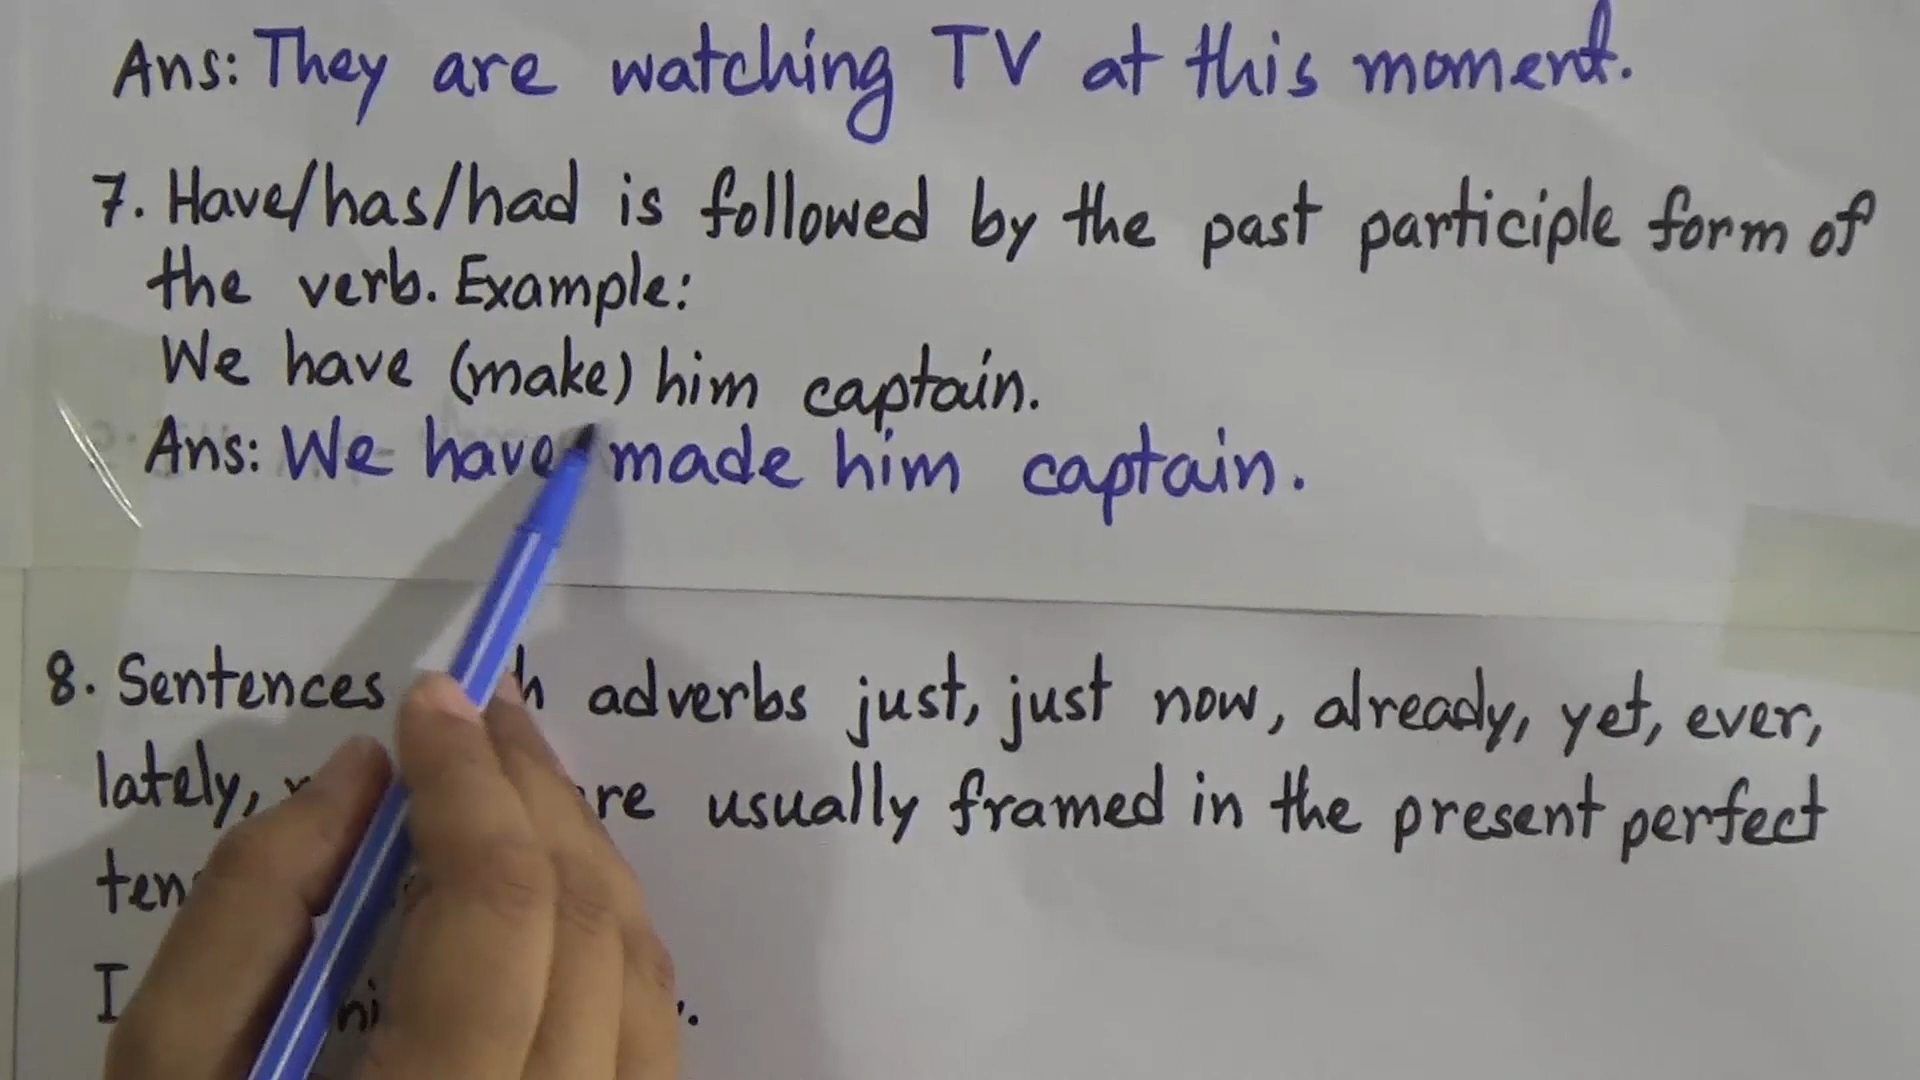 Ans: They are watching TV at this moment.
7. Have/has/had is followed by the past participle form of
the verb. Example:
We have (make) him captain.
Ans: We have made him captain.
8. Sentences adverbs just, just now, already, yet, ever,
lately, usually framed in the present perfect
I